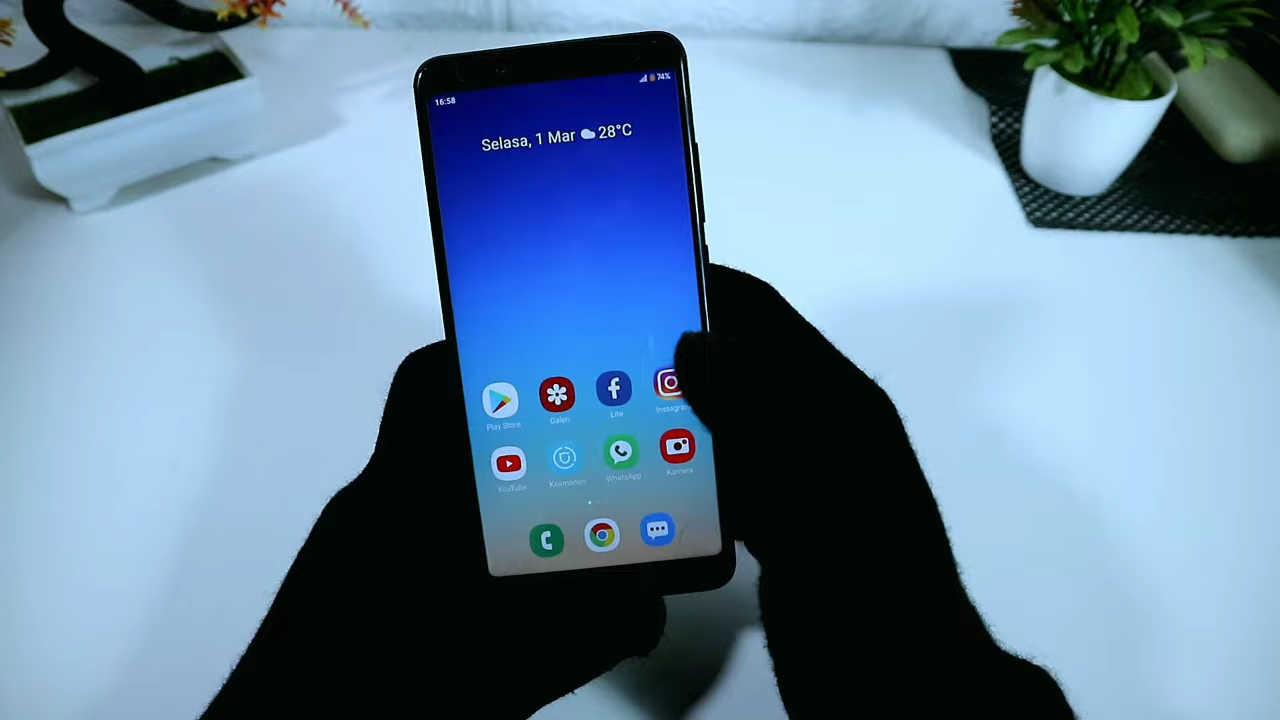 16:58
74%
Selasa, 1 Mar 28°C
Play Store
Galeri
Lite
Instagram
YouTube
Keamanan
WhatsApp
Kamera